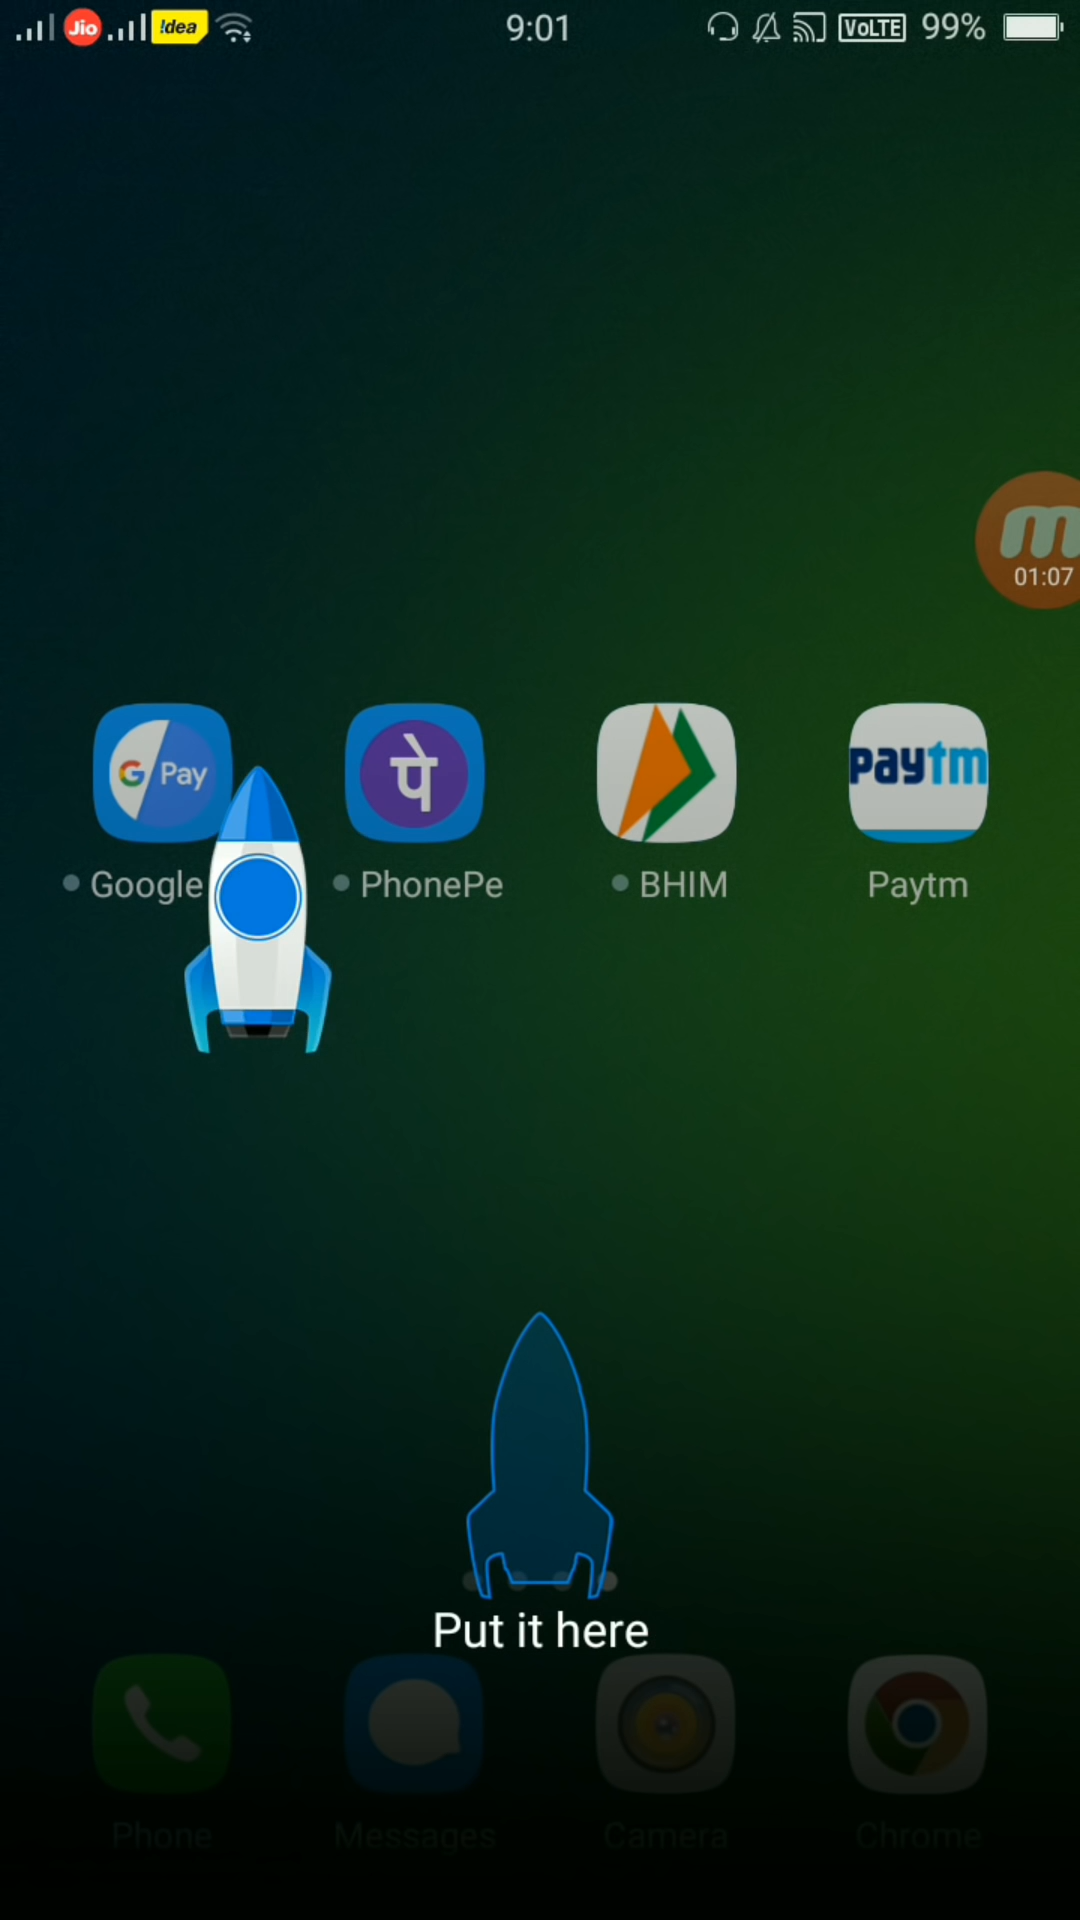 Jio !dea 9:01 VoLTE 99%
m
01:07
G Pay पे paytm
Google PhonePe BHIM Paytm
Put it here
Phone Messages Camera Chrome